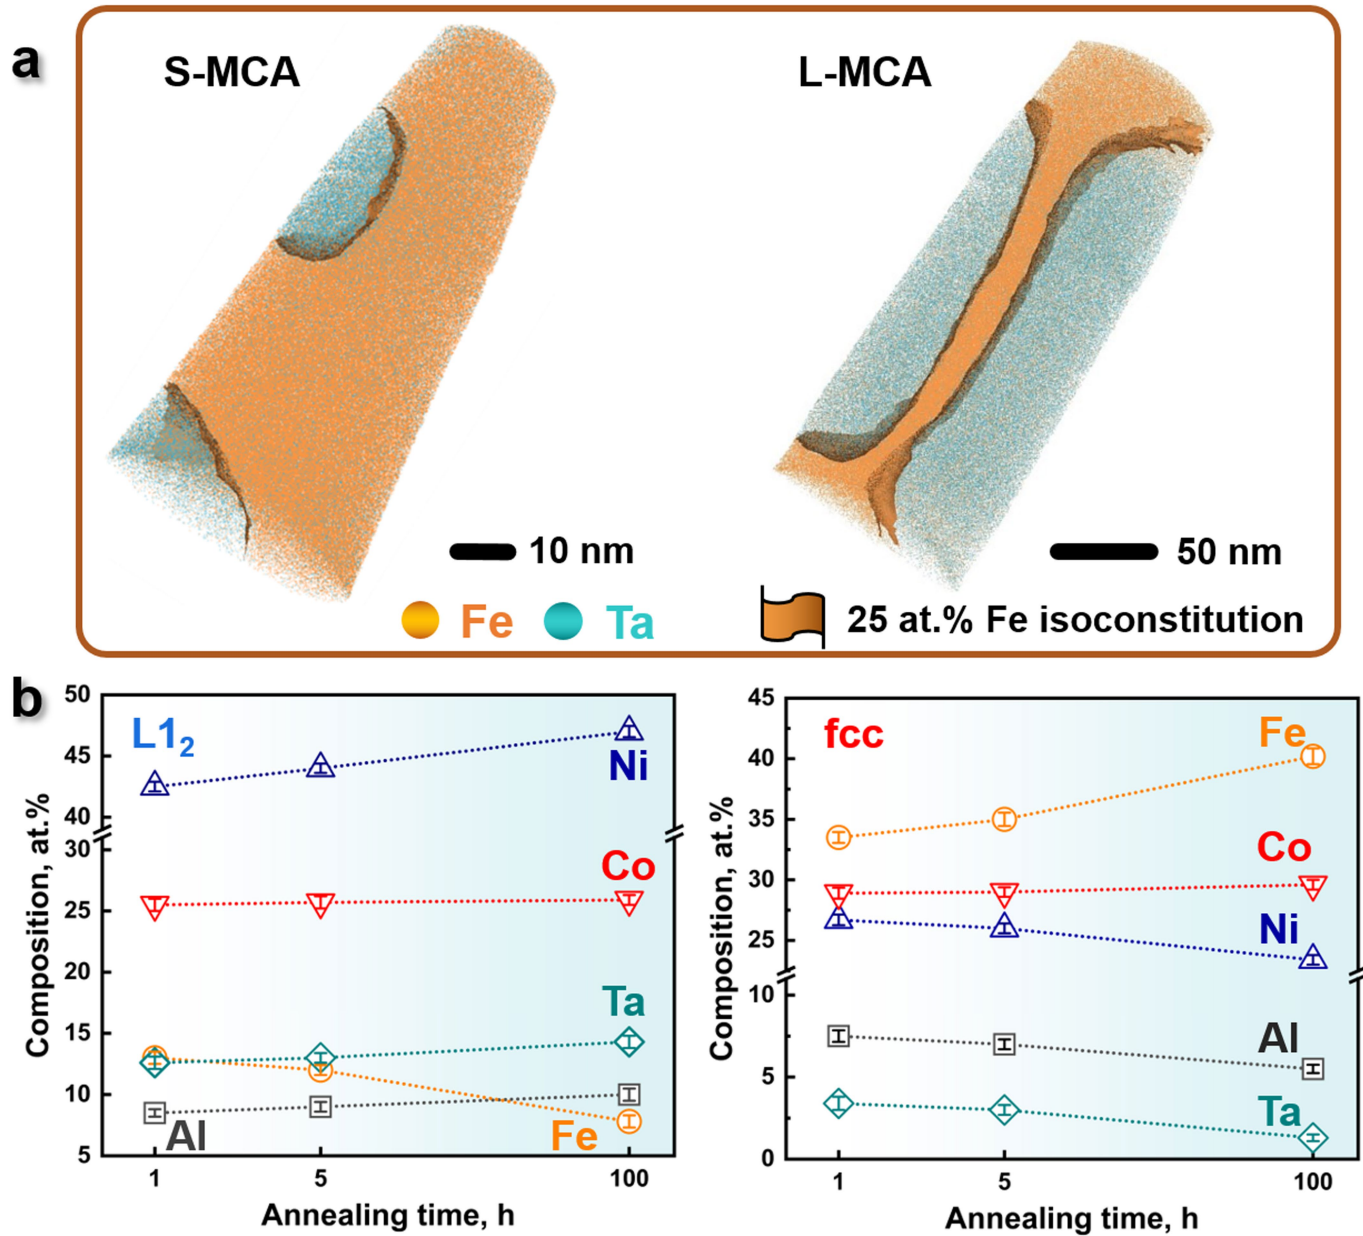 a
S-MCA
L-MCA
10 nm
50 nm
Fe Ta
25 at.% Fe isoconstitution
b
L1₂
Ni
Co
Ta
Al
Fe
50
45
40
30
25
20
15
10
5
Composition, at.%
1 5 100
Annealing time, h
fcc
Fe
Co
Ni
Al
Ta
45
40
35
30
25
10
5
0
Composition, at.%
1 5 100
Annealing time, h